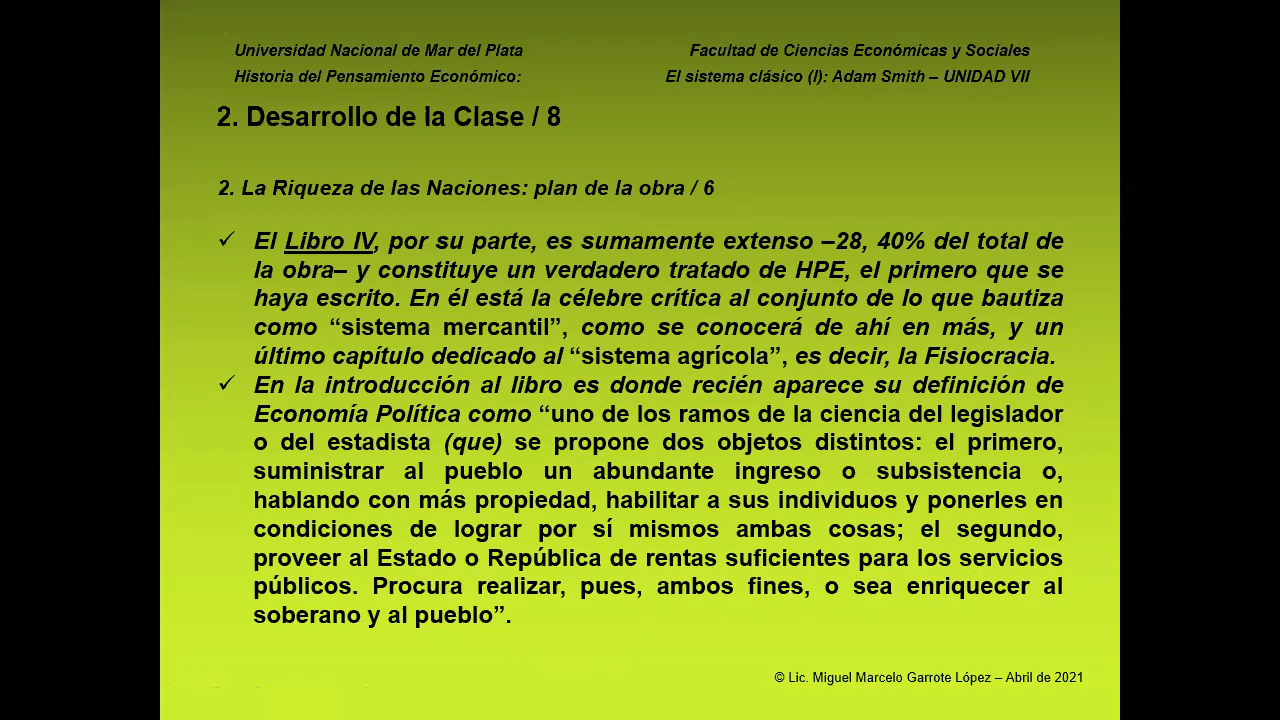 Universidad Nacional de Mar del Plata Facultad de Ciencias Económicas y Sociales
Historia del Pensamiento Económico: El sistema clásico (I): Adam Smith – UNIDAD VII
2. Desarrollo de la Clase / 8
2. La Riqueza de las Naciones: plan de la obra / 6
✓ El Libro IV, por su parte, es sumamente extenso –28, 40% del total de
la obra– y constituye un verdadero tratado de HPE, el primero que se
haya escrito. En él está la célebre crítica al conjunto de lo que bautiza
como “sistema mercantil”, como se conocerá de ahí en más, y un
último capítulo dedicado al “sistema agrícola”, es decir, la Fisiocracia.
✓ En la introducción al libro es donde recién aparece su definición de
Economía Política como “uno de los ramos de la ciencia del legislador
o del estadista (que) se propone dos objetos distintos: el primero,
suministrar al pueblo un abundante ingreso o subsistencia o,
hablando con más propiedad, habilitar a sus individuos y ponerles en
condiciones de lograr por sí mismos ambas cosas; el segundo,
proveer al Estado o República de rentas suficientes para los servicios
públicos. Procura realizar, pues, ambos fines, o sea enriquecer al
soberano y al pueblo”.
© Lic. Miguel Marcelo Garrote López – Abril de 2021